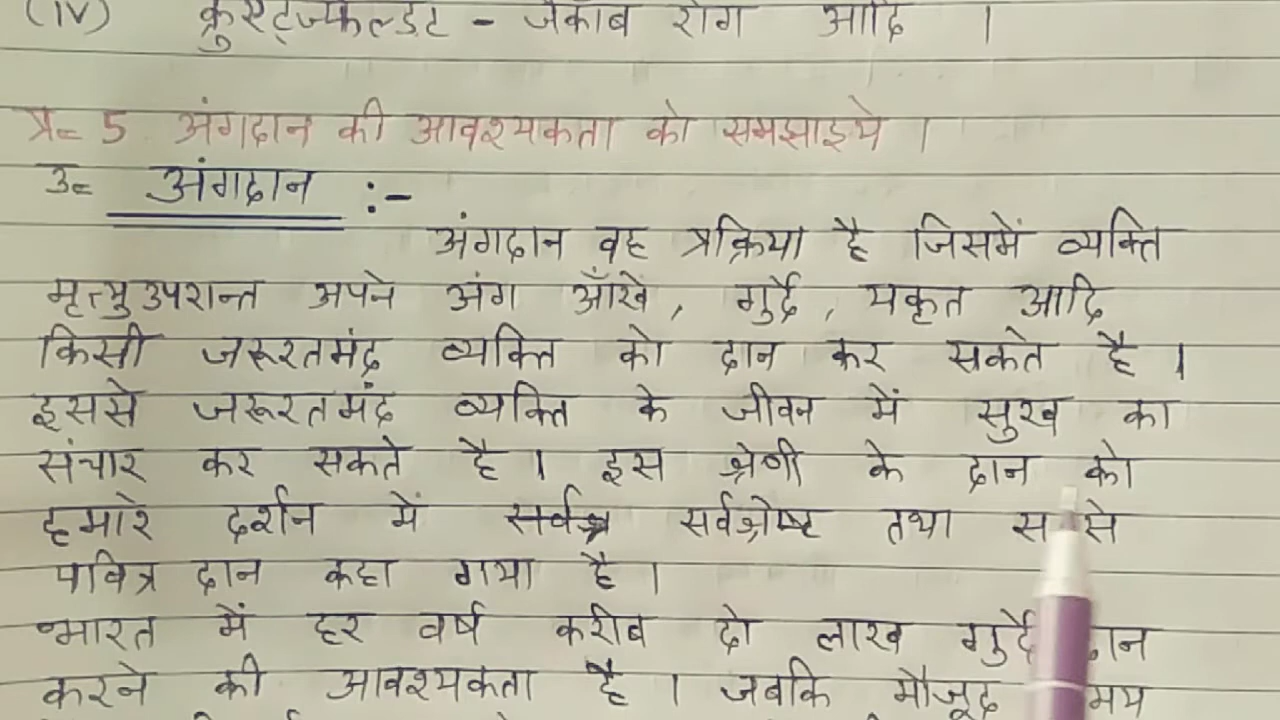 (iv) क्रुएट्ज्फेल्डट - जैकॉब रोग आदि ।
प्र= 5 अंगदान की आवश्यकता को समझाइये ।
उ= अंगदान :-
अंगदान वह प्रक्रिया है जिसमें व्यक्ति
मृत्युउपरान्त अपने अंग आँखे, गुर्दे, यकृत आदि
किसी जरूरतमंद व्यक्ति को दान कर सकते है ।
इससे जरूरतमंद व्यक्ति के जीवन में सुख का
संचार कर सकते है । इस श्रेणी के दान को
हमारे दर्शन में सर्वश्रेष्ट तथा
पवित्र दान कहा गया है ।
भारत में हर वर्ष करीब दो लाख गुर्दे
करने की आवश्यकता है । जबकि मौजूद